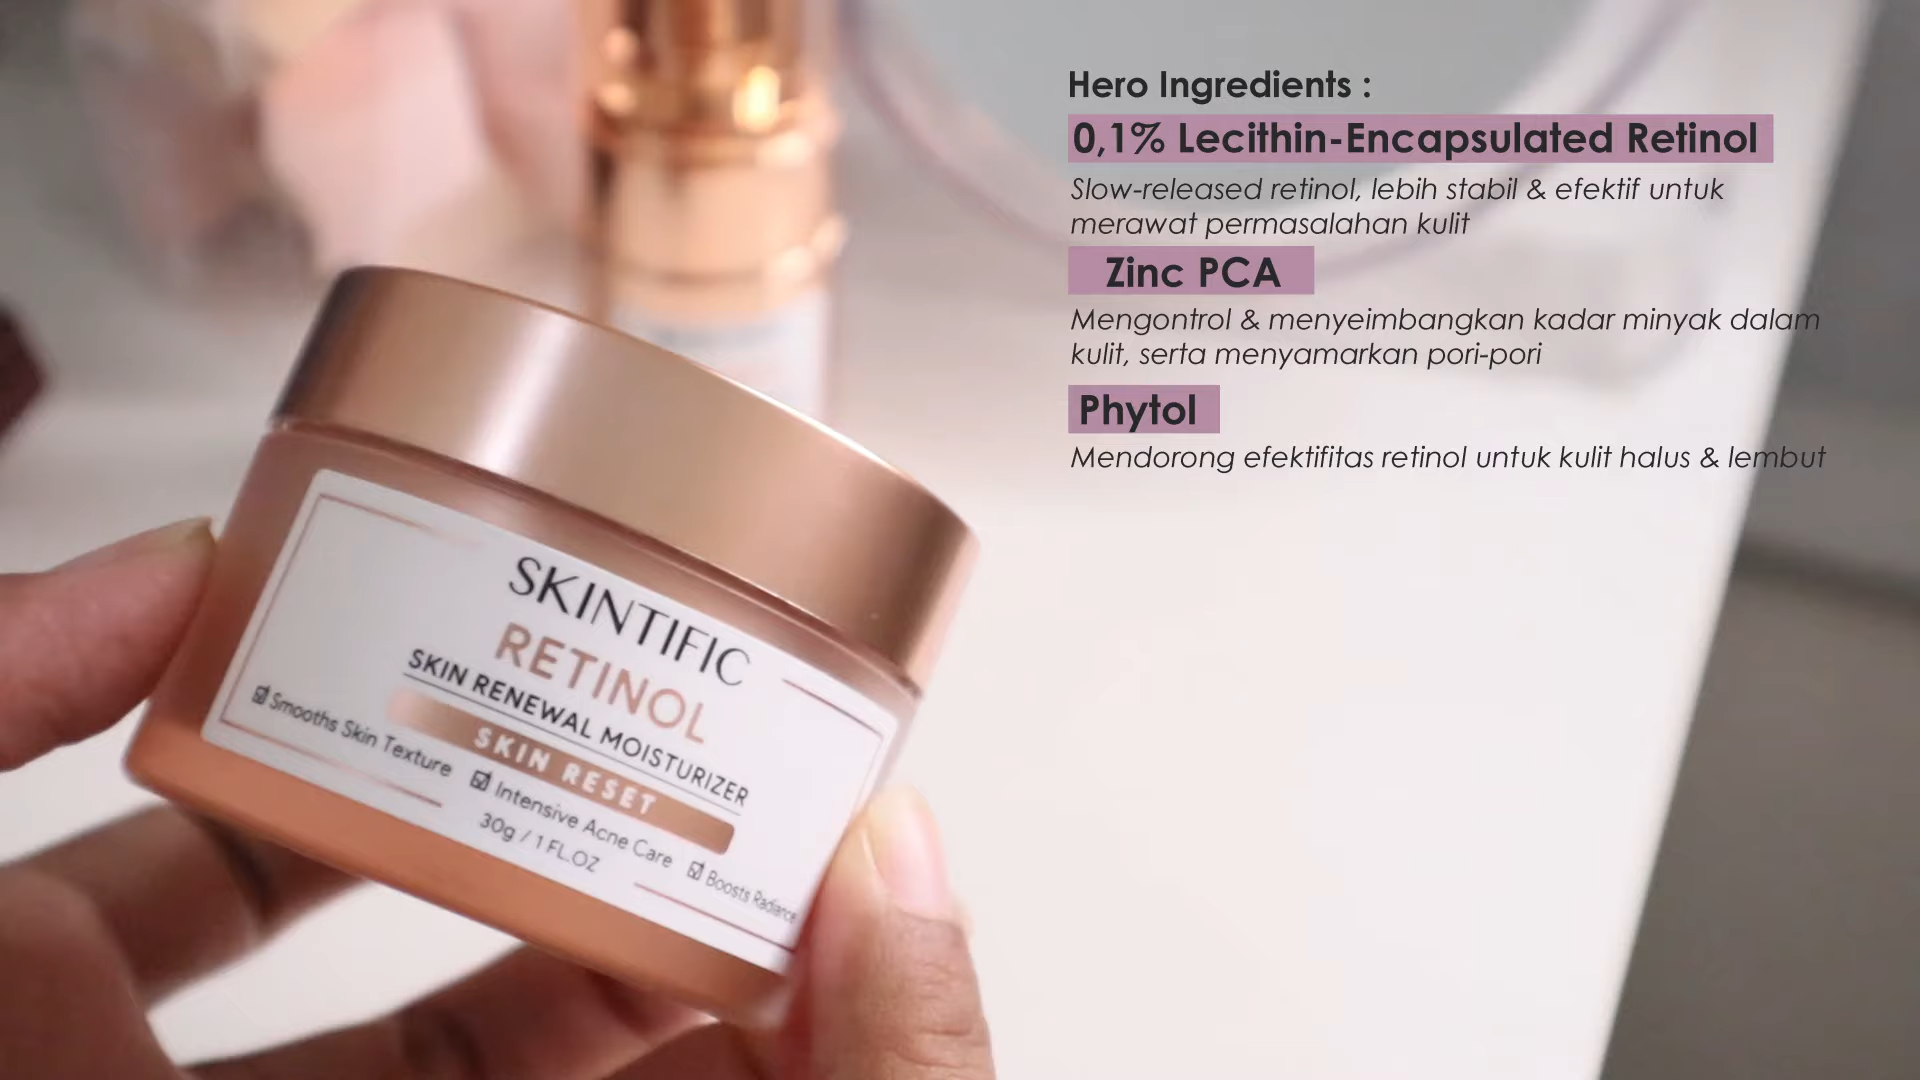 Hero Ingredients :
0,1% Lecithin-Encapsulated Retinol
Slow-released retinol, lebih stabil & efektif untuk
merawat permasalahan kulit
Zinc PCA
Mengontrol & menyeimbangkan kadar minyak dalam
kulit, serta menyamarkan pori-pori
Phytol
Mendorong efektifitas retinol untuk kulit halus & lembut
SKINTIFIC
RETINOL
SKIN RENEWAL MOISTURIZER
SKIN RESET
Smooths Skin Texture
Intensive Acne Care
Boosts Radiance
30g / 1 FL.OZ